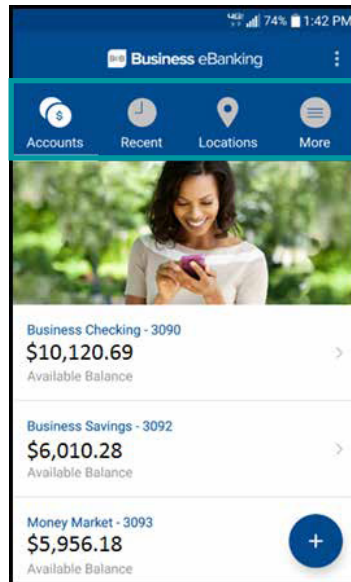 74% 1:42 PM
Business eBanking
Accounts Recent Locations More
Business Checking - 3090
$10,120.69
Available Balance
Business Savings - 3092
$6,010.28
Available Balance
Money Market - 3093
$5,956.18
Available Balance